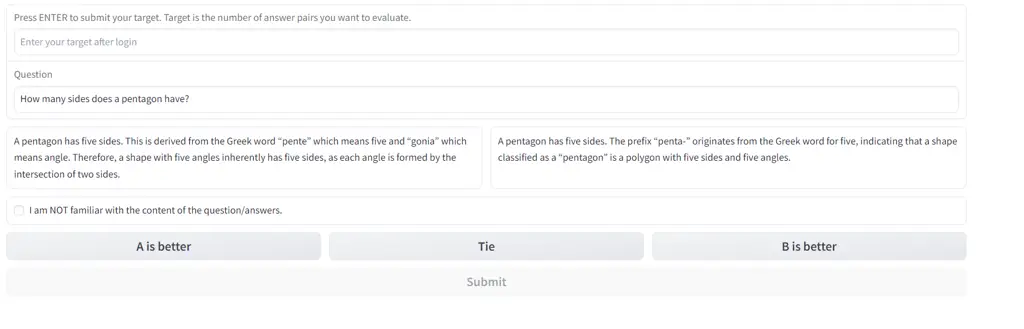 Press ENTER to submit your target. Target is the number of answer pairs you want to evaluate.
Enter your target after login
Question
How many sides does a pentagon have?
A pentagon has five sides. This is derived from the Greek word “pente” which means five and “gonia” which
means angle. Therefore, a shape with five angles inherently has five sides, as each angle is formed by the
intersection of two sides.
A pentagon has five sides. The prefix “penta-” originates from the Greek word for five, indicating that a shape
classified as a “pentagon” is a polygon with five sides and five angles.
I am NOT familiar with the content of the question/answers.
A is better
Tie
B is better
Submit